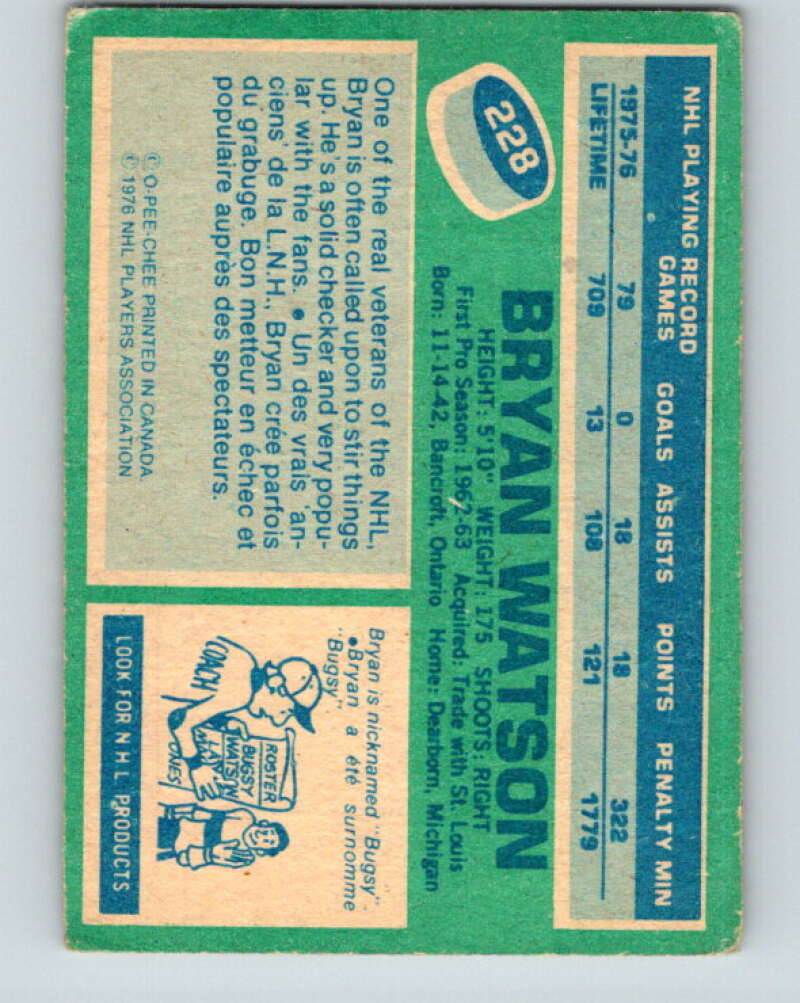 NHL PLAYING RECORD
GAMES GOALS ASSISTS POINTS PENALTY MIN
1975-76 79 0 18 18 322
LIFETIME 709 13 108 121 1779
228
BRYAN WATSON
HEIGHT: 5'10" WEIGHT: 175 SHOOTS: RIGHT
First Pro Season: 1962-63 Acquired: Trade with St. Louis
Born: 11-14-42, Bancroft, Ontario Home: Dearborn, Michigan
One of the real veterans of the NHL,
Bryan is often called upon to stir things
up. He's a solid checker and very popu-
lar with the fans. ● Un des vrais 'an-
ciens' de la L.N.H., Bryan crée parfois
du grabuge. Bon metteur en échec et
populaire auprès des spectateurs.
© O-PEE-CHEE PRINTED IN CANADA
© 1976 NHL PLAYERS ASSOCIATION
Bryan is nicknamed "Bugsy".
●Bryan a été surnomme
"Bugsy"
COACH
ROSTER
BUGSY
WATS'N
JONES
LOOK FOR NHL PRODUCTS